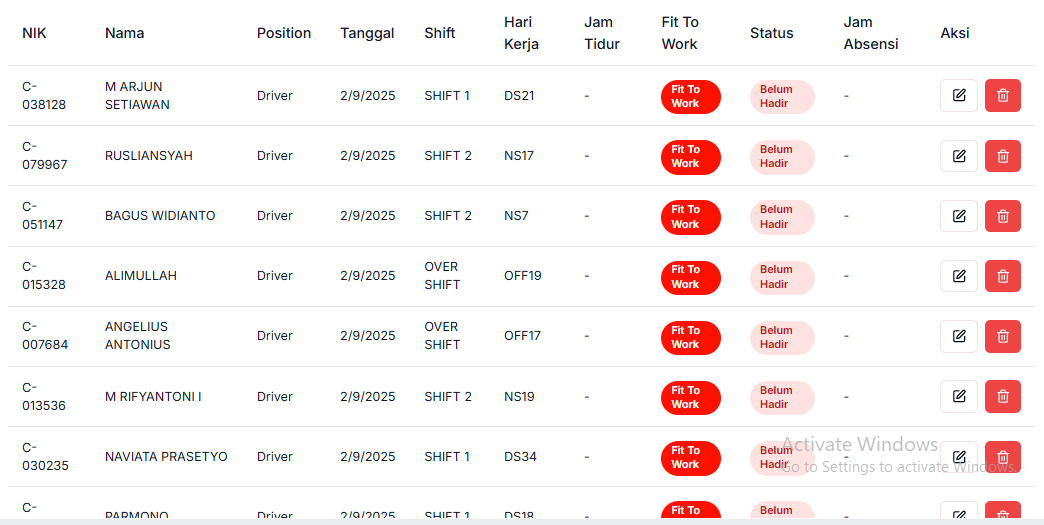 NIK Nama Position Tanggal Shift Hari Kerja Jam Tidur Fit To Work Status Jam Absensi Aksi
C-038128 M ARJUN SETIAWAN Driver 2/9/2025 SHIFT 1 DS21 - Fit To Work Belum Hadir -
C-079967 RUSLIANSYAH Driver 2/9/2025 SHIFT 2 NS17 - Fit To Work Belum Hadir -
C-051147 BAGUS WIDIANTO Driver 2/9/2025 SHIFT 2 NS7 - Fit To Work Belum Hadir -
C-015328 ALIMULLAH Driver 2/9/2025 OVER SHIFT OFF19 - Fit To Work Belum Hadir -
C-007684 ANGELIUS ANTONIUS Driver 2/9/2025 OVER SHIFT OFF17 - Fit To Work Belum Hadir -
C-013536 M RIFYANTONI I Driver 2/9/2025 SHIFT 2 NS19 - Fit To Work Belum Hadir -
C-030235 NAVIATA PRASETYO Driver 2/9/2025 SHIFT 1 DS34 - Fit To Work Belum Hadir -
Activate Windows
Go to Settings to activate Windows.
C- PARMONO Driver 2/9/2025 SHIFT 1 DS18 - Fit To Work Belum Hadir -